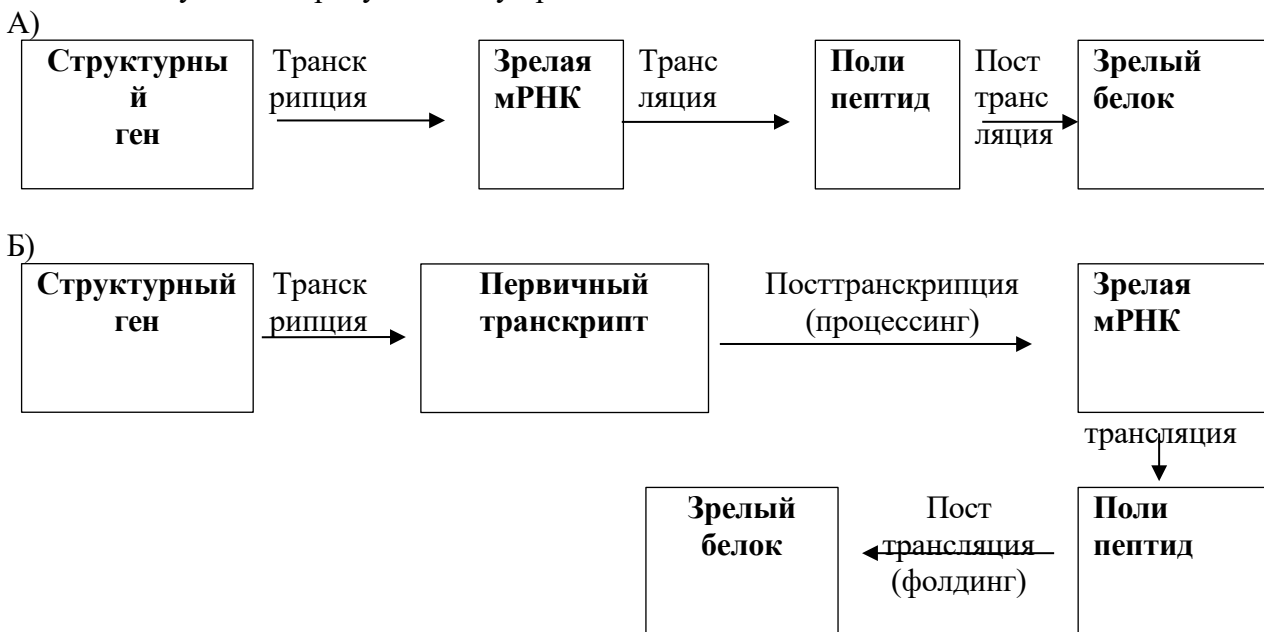 А)
Структурны
й
ген
Транск
рипция
Зрелая
мРНК
Транс
ляция
Поли
пептид
Пост
транс
ляция
Зрелый
белок
Б)
Структурный
ген
Транск
рипция
Первичный
транскрипт
Посттранскрипция
(процессинг)
Зрелая
мРНК
трансляция
Зрелый
белок
Пост
трансляция
(фолдинг)
Поли
пептид